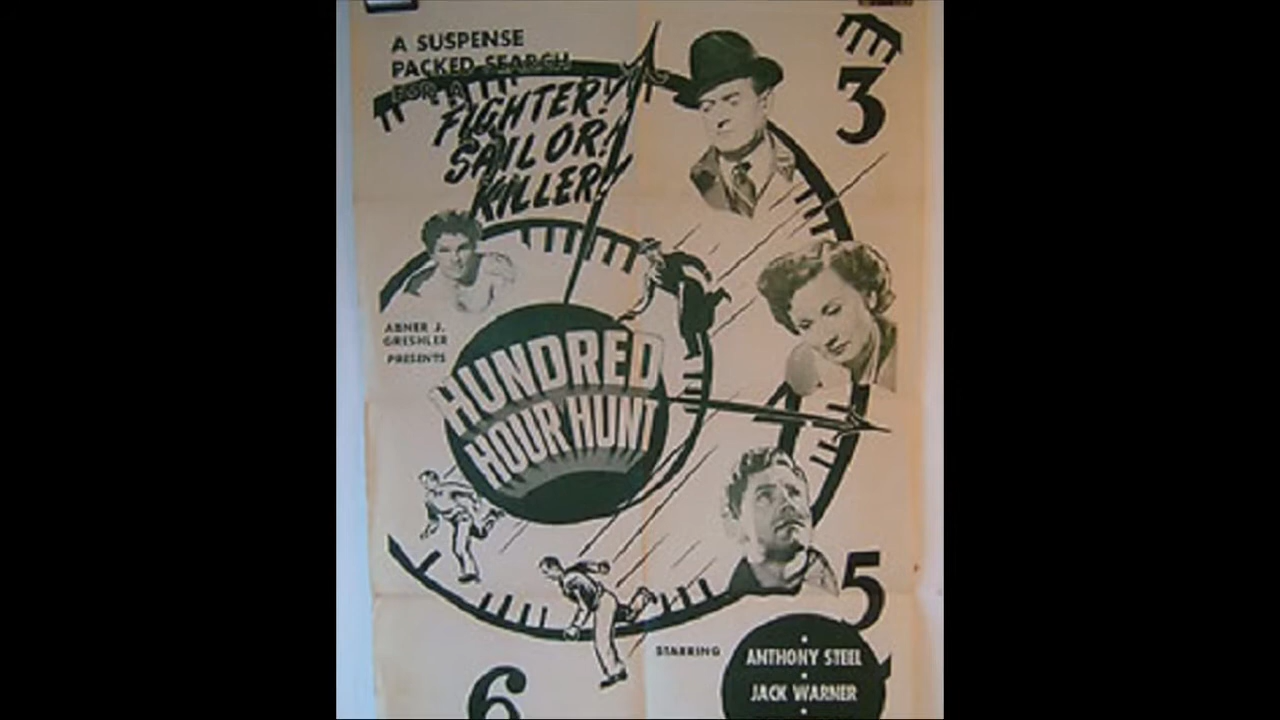 A SUSPENSE
PACKED SEARCH
FOR A
FIGHTER!
SAILOR!
KILLER!
3
ABNER J.
GRESHLER
PRESENTS
HUNDRED
HOUR HUNT
4
5
STARRING
ANTHONY STEEL
JACK WARNER
6